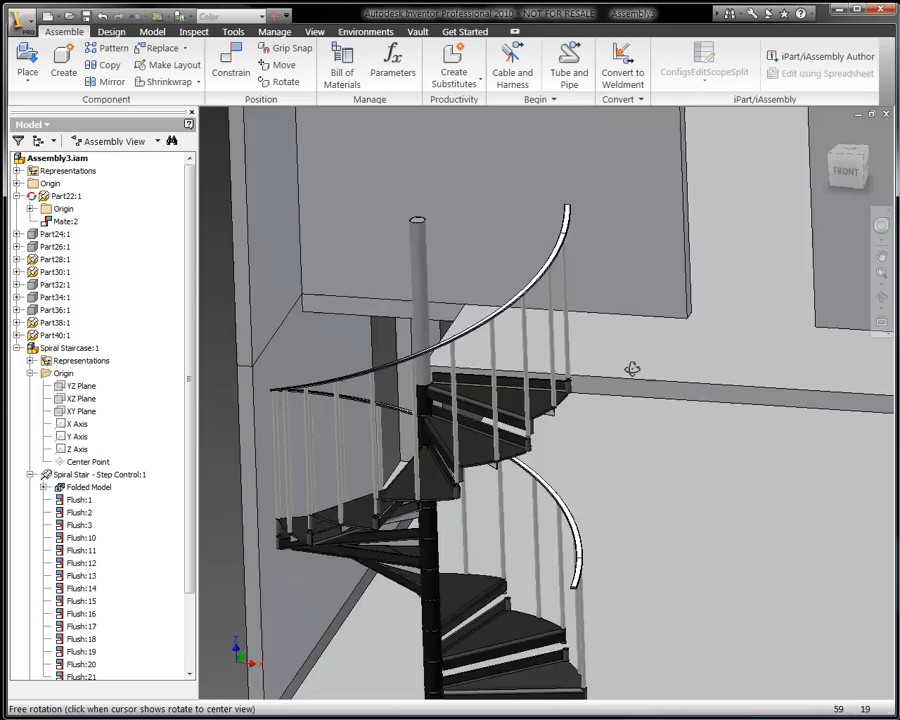 Color
Autodesk Inventor Professional 2010 - NOT FOR RESALE Assembly3
PRO
Assemble Design Model Inspect Tools Manage View Environments Vault Get Started
Place
Create
Pattern
Copy
Mirror
Replace
Make Layout
Shrinkwrap
Component
Constrain
Grip Snap
Move
Rotate
Position
Bill of
Materials
Parameters
Manage
Create
Substitutes
Productivity
Cable and
Harness
Tube and
Pipe
Begin
Convert to
Weldment
Convert
ConfigsEditScopeSplit
iPart/iAssembly Author
Edit using Spreadsheet
iPart/iAssembly
Model
Assembly View
Assembly3.iam
Representations
Origin
Part22:1
Origin
Mate:2
Part24:1
Part26:1
Part28:1
Part30:1
Part32:1
Part34:1
Part36:1
Part38:1
Part40:1
Spiral Staircase:1
Representations
Origin
YZ Plane
XZ Plane
XY Plane
X Axis
Y Axis
Z Axis
Center Point
Spiral Stair - Step Control:1
Folded Model
Flush:1
Flush:2
Flush:3
Flush:10
Flush:11
Flush:12
Flush:13
Flush:14
Flush:15
Flush:16
Flush:17
Flush:18
Flush:19
Flush:20
Flush:21
FRONT
Z
X
Free rotation (click when cursor shows rotate to center view) 59 19